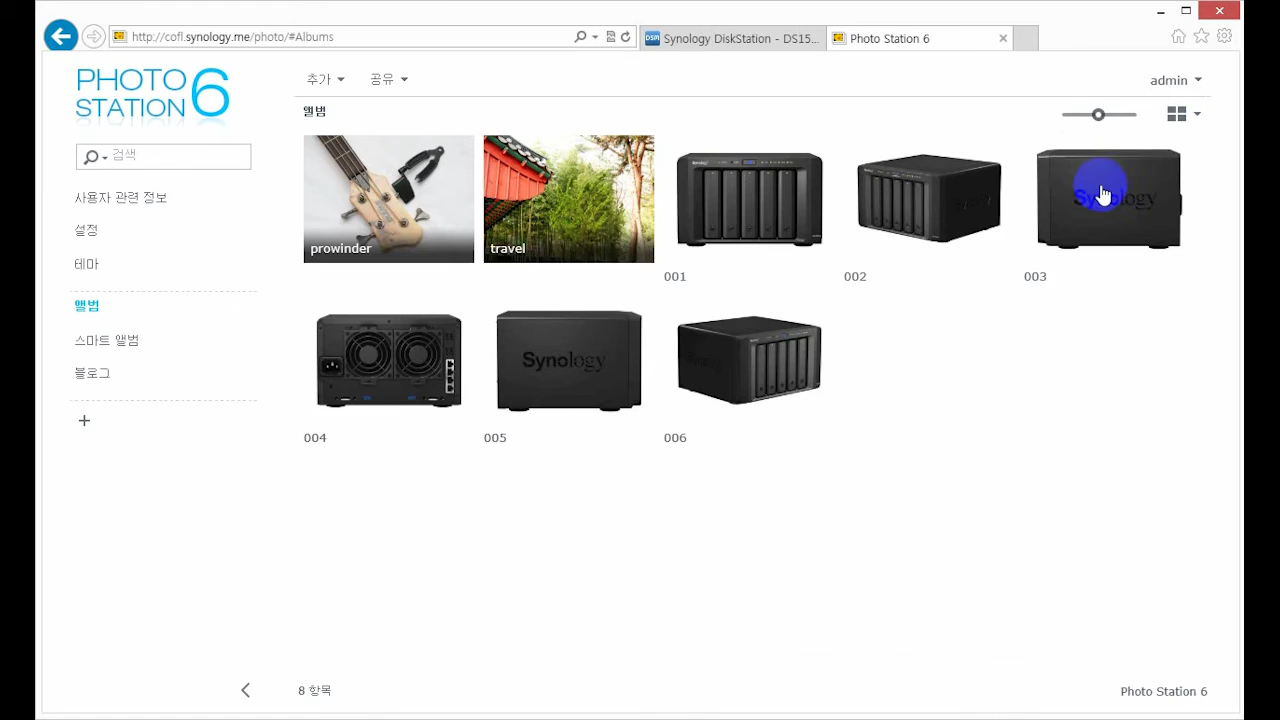 http://cofl.synology.me/photo/#Albums
DSM Synology DiskStation - DS15...
Photo Station 6
PHOTO STATION 6
추가
공유
admin
앨범
검색
사용자 관련 정보
설정
테마
앨범
스마트 앨범
블로그
prowinder
travel
001
002
Synology
003
004
Synology
005
006
8 항목
Photo Station 6